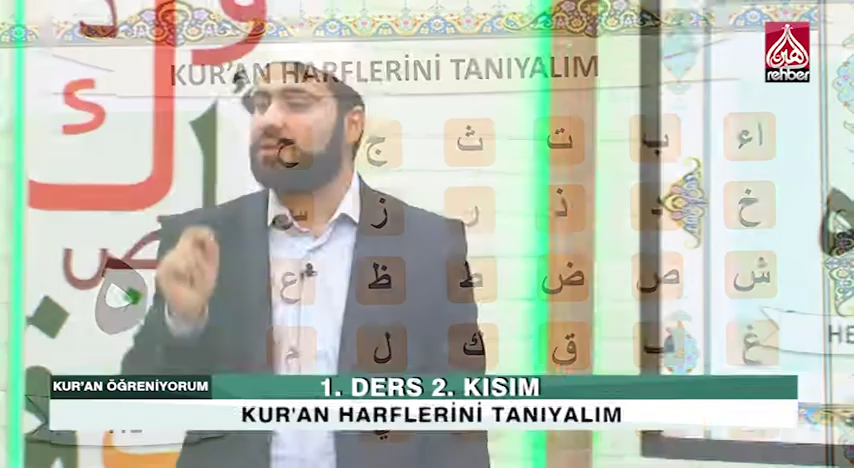 هبر
rehber
KUR'AN HARFLERİNİ TANIYALIM
اء ب ت ث ج ح
خ د ذ ر ز س
ش ص ض ط ظ ع
غ ف ق ك ل م
KUR'AN ÖĞRENİYORUM
1. DERS 2. KISIM
KUR'AN HARFLERİNİ TANIYALIM